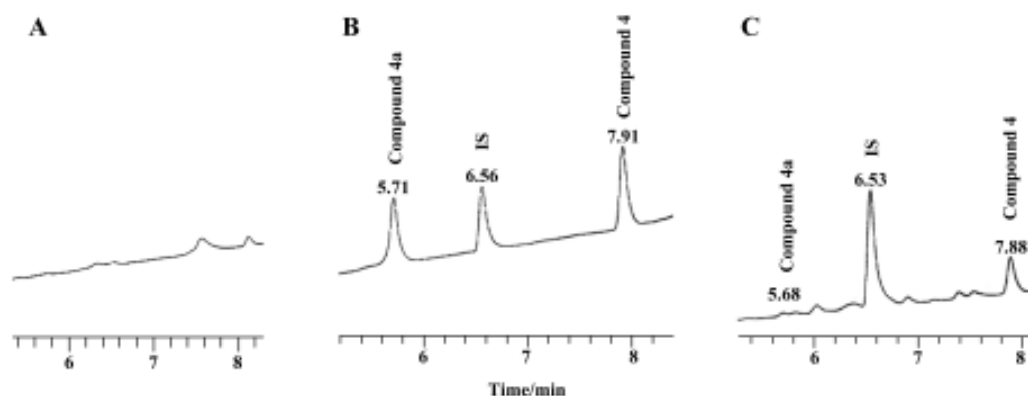 A
B
C
Compound 4a
5.71
IS
6.56
Compound 4
7.91
Compound 4a
5.68
IS
6.53
Compound 4
7.88
6 7 8
6 7 8
6 7 8
Time/min